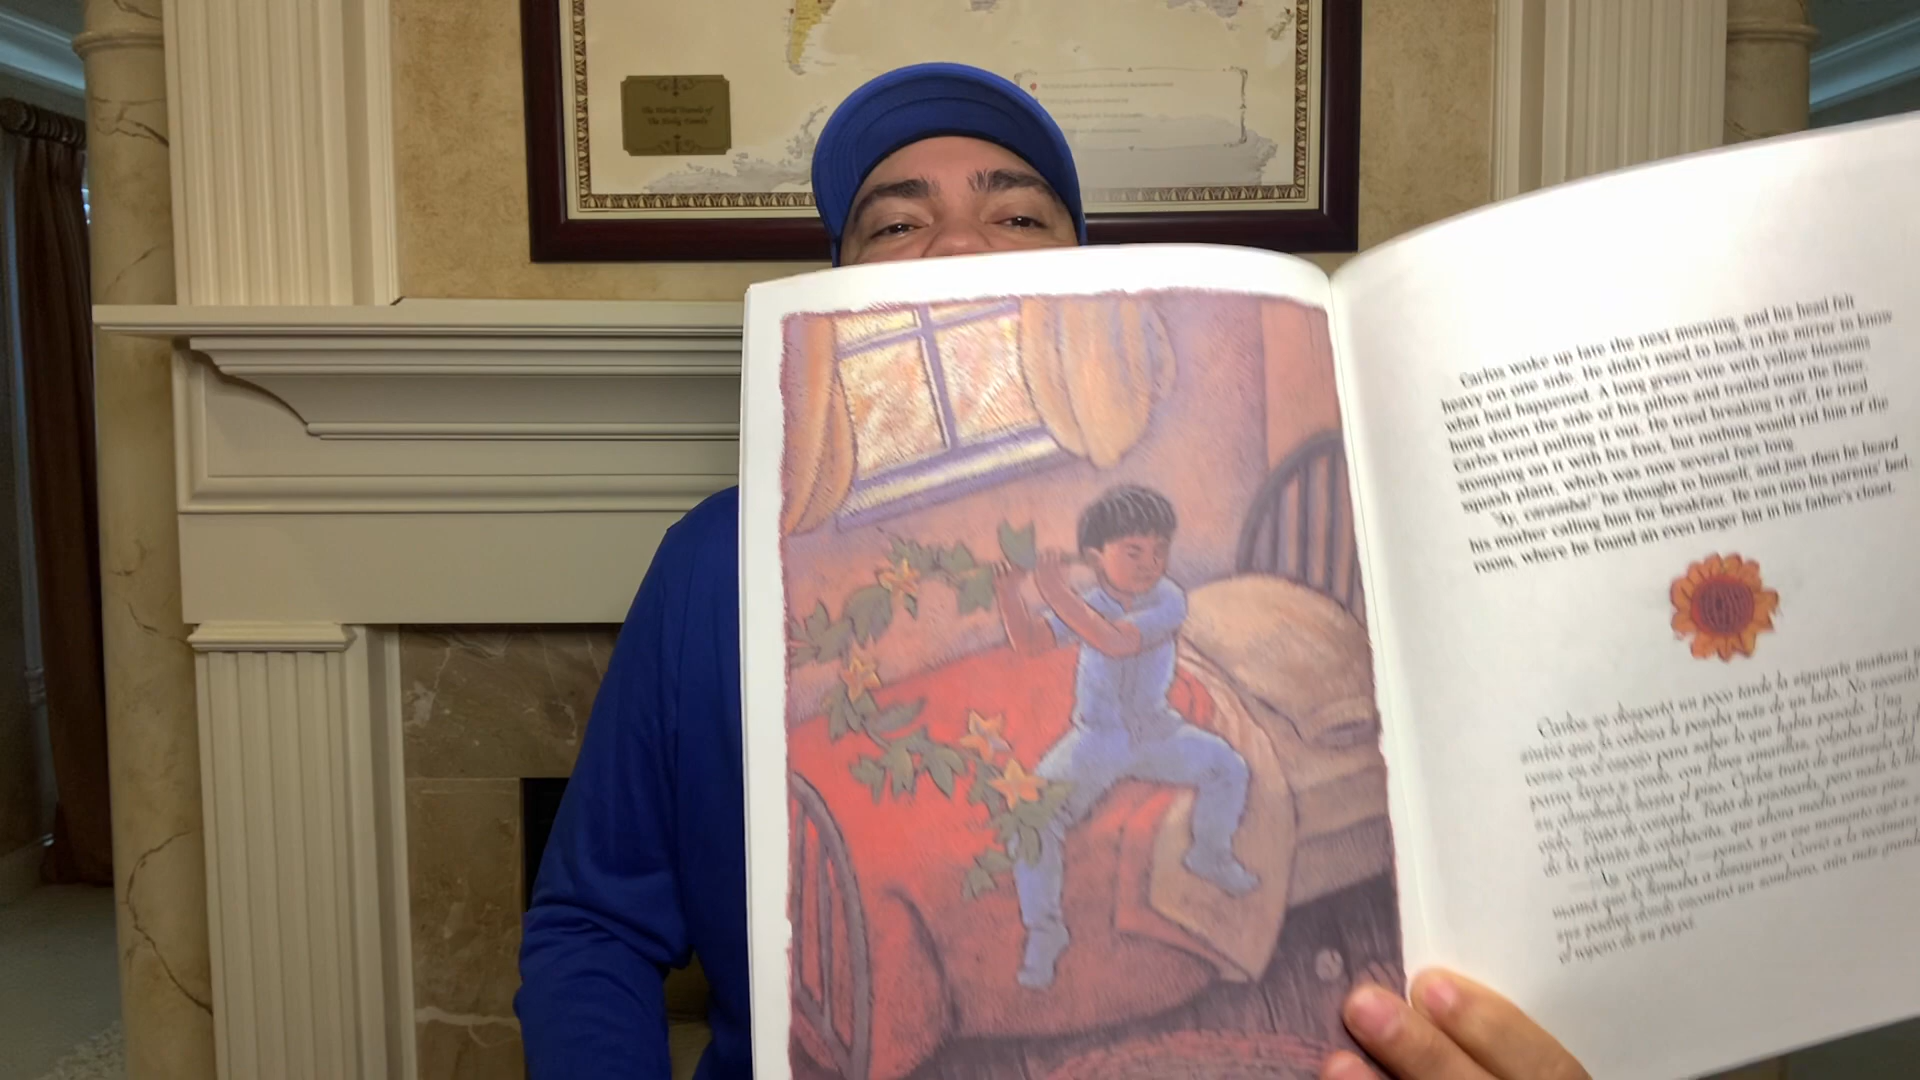 The World Travels of
The Holly Family
Carlos woke up late the next morning, and his head felt
heavy on one side. He didn't need to look in the mirror to know
what had happened. A long green vine with yellow blossoms
hung down the side of his pillow and trailed onto the floor.
Carlos tried pulling it out. He tried breaking it off. He tried
stomping on it with his foot, but nothing would rid him of the
squash plant, which was now several feet long.
"Ay, caramba!" he thought to himself, and just then he heard
his mother calling him for breakfast. He ran into his parents' bed-
room, where he found an even larger hat in his father's closet.
Carlos se despertó un poco tarde la siguiente mañana
sintió que la cabeza le pesaba más de un lado. No necesitó
verse en el espejo para saber lo que había pasado. Una
parra larga y verde, con flores amarillas, colgaba al lado
su almohada hasta el piso. Carlos trató de quitársela del
pelo. Trató de cortarla. Trató de pisotearla, pero nada lo
de la planta de calabacita, que ahora medía varios pies.
—¡Ay, caramba! —pensó, y en ese momento oyó a su
mamá que lo llamaba a desayunar. Corrió a la recámara
sus padres donde encontró un sombrero, aún más grande
el ropero de su papá.